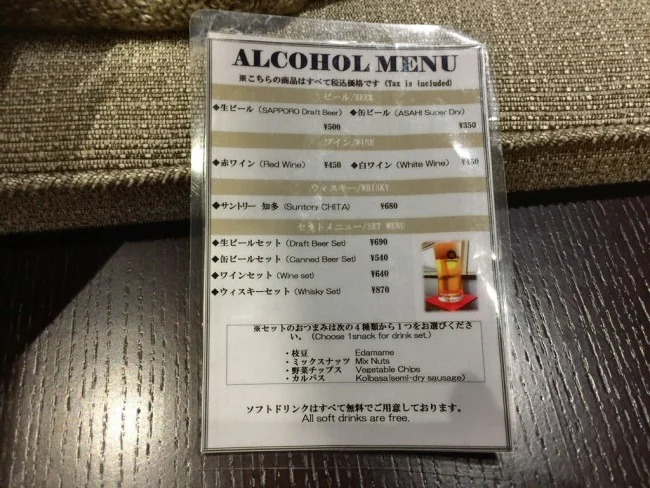 ALCOHOL MENU
※こちらの商品はすべて税込価格です (Tax is included)
ビール/BEER
◆生ビール (SAPPORO Draft Beer) ◆缶ビール (ASAHI Super Dry)
¥500 ¥350
ワイン/WINE
◆赤ワイン (Red Wine) ¥450 ◆白ワイン (White Wine) ¥450
ウィスキー/WHISKY
◆サントリー 知多 (Suntory CHITA) ¥680
セットメニュー/SET MENU
◆生ビールセット (Draft Beer Set) ¥690
◆缶ビールセット (Canned Beer Set) ¥540
◆ワインセット (Wine set) ¥640
◆ウィスキーセット (Whisky Set) ¥870
※セットのおつまみは次の4種類から1つをお選びくださ
い。 (Choose 1snack for drink set.)
・枝豆 Edamame
・ミックスナッツ Mix Nuts
・野菜チップス Vegetable Chips
・カルパス Kolbasa(semi-dry sausage)
ソフトドリンクはすべて無料でご用意しております。
All soft drinks are free.